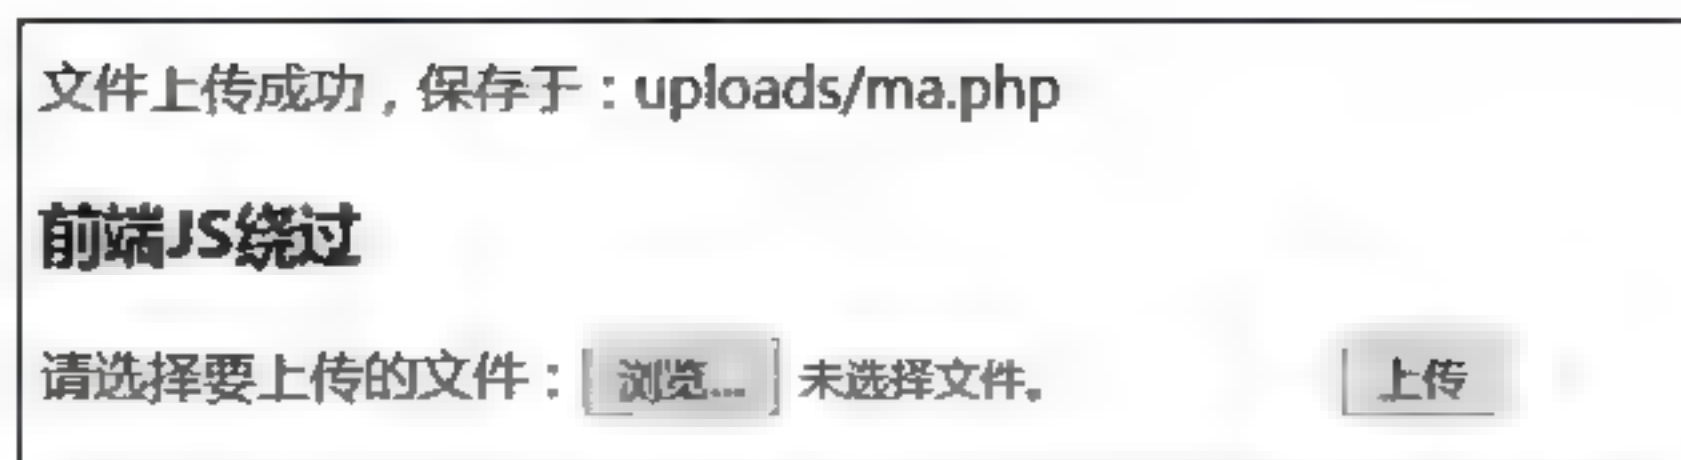 文件上传成功，保存于：uploads/ma.php
前端JS绕过
请选择要上传的文件：浏览... 未选择文件。 上传